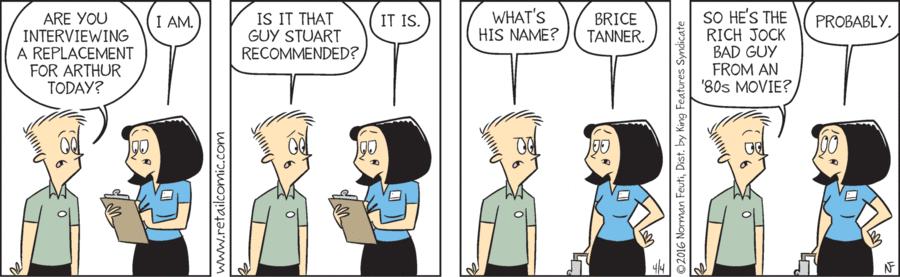 ARE YOU
INTERVIEWING
A REPLACEMENT
FOR ARTHUR
TODAY?
I AM.
www.retailcomic.com
IS IT THAT
GUY STUART
RECOMMENDED?
IT IS.
WHAT'S
HIS NAME?
BRICE
TANNER.
4/4
©2016 Norman Feuti, Dist. by King Features Syndicate
SO HE'S THE
RICH JOCK
BAD GUY
FROM AN
'80s MOVIE?
PROBABLY.
NF